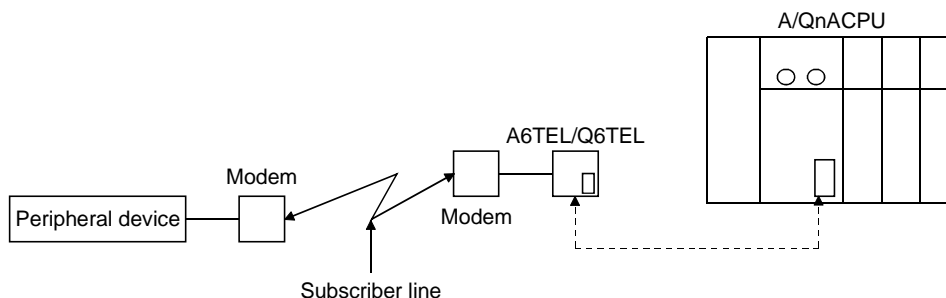 A/QnACPU
A6TEL/Q6TEL
Modem
Peripheral device
Modem
Subscriber line